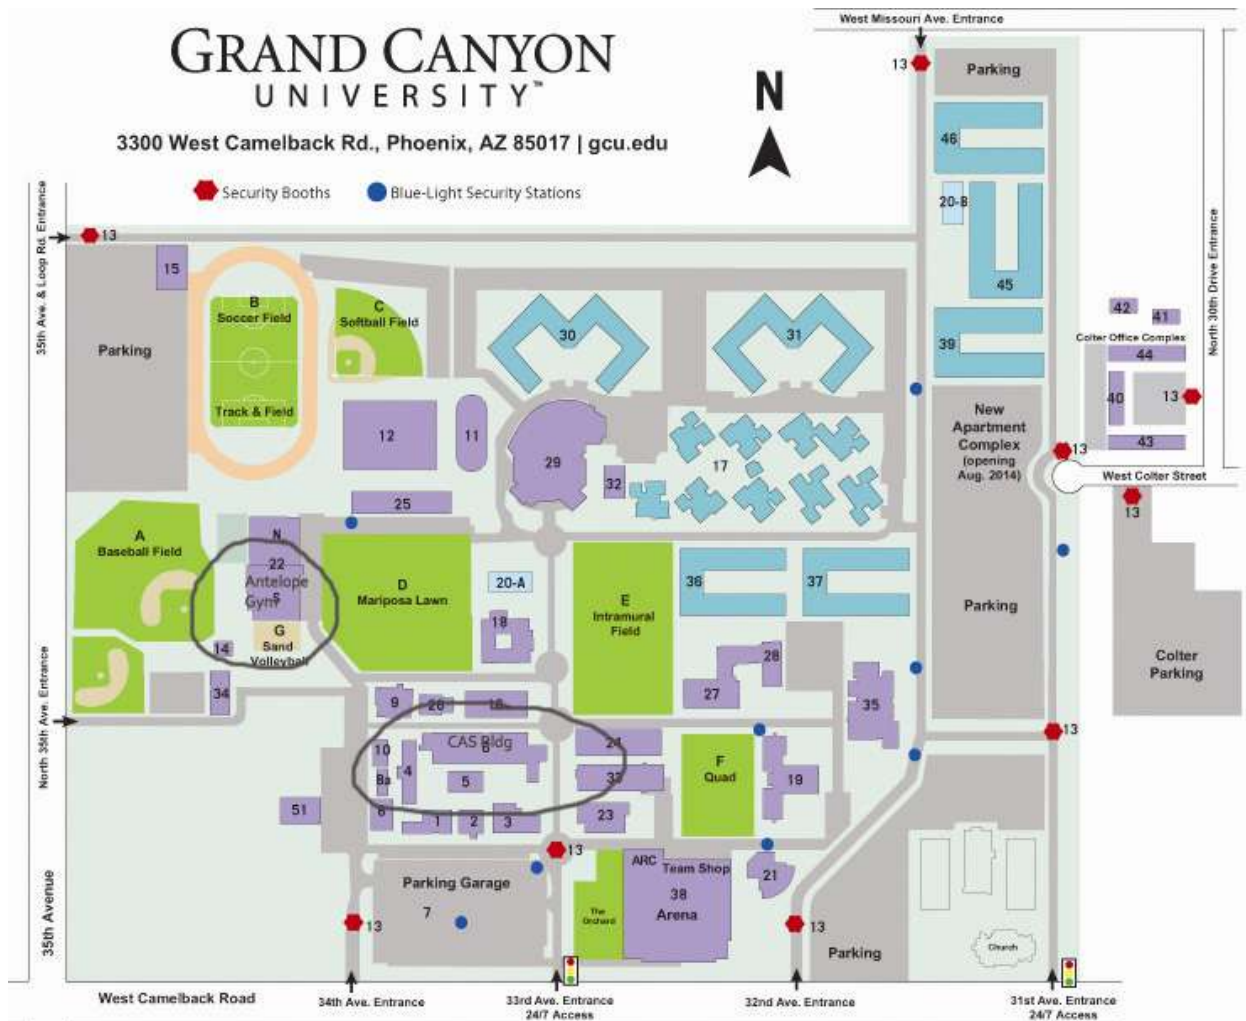 GRAND CANYON
UNIVERSITY™
3300 West Camelback Rd., Phoenix, AZ 85017 | gcu.edu
Security Booths
Blue-Light Security Stations
N
West Missouri Ave. Entrance
13
Parking
46
20-B
45
39
35th Ave. & Loop Rd. Entrance
13
15
B
Soccer Field
C
Softball Field
Parking
Track & Field
30
31
North 30th Drive Entrance
42
41
Colter Office Complex
44
40
13
43
12
11
29
32
17
New
Apartment
Complex
(opening
Aug. 2014)
13
West Colter Street
13
25
A
Baseball Field
N
22
Antelope
Gym
S
G
Sand
Volleyball
14
34
D
Mariposa Lawn
20-A
18
E
Intramural
Field
36
37
Parking
Colter
Parking
North 35th Ave. Entrance
9
26
16
28
27
35
13
10
8a
4
CAS Bldg
6
5
24
33
F
Quad
19
51
1
2
3
23
13
35th Avenue
Parking Garage
7
13
The
Orchard
ARC
Team Shop
38
Arena
21
13
Parking
Church
West Camelback Road
34th Ave. Entrance
33rd Ave. Entrance
24/7 Access
32nd Ave. Entrance
31st Ave. Entrance
24/7 Access